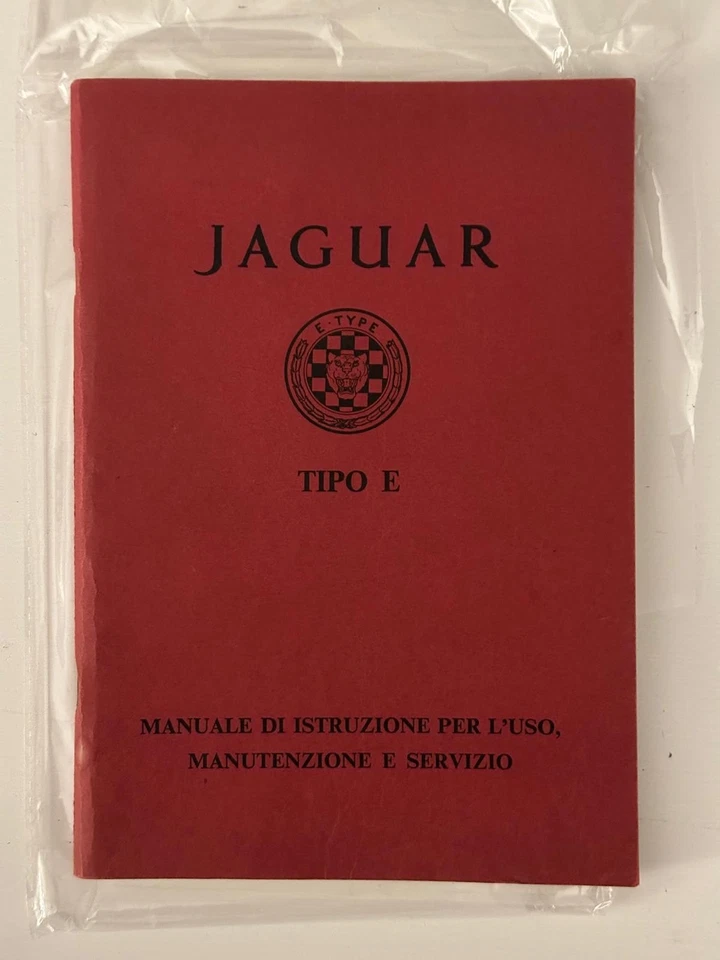 JAGUAR
E-TYPE
TIPO E
MANUALE DI ISTRUZIONE PER L'USO,
MANUTENZIONE E SERVIZIO